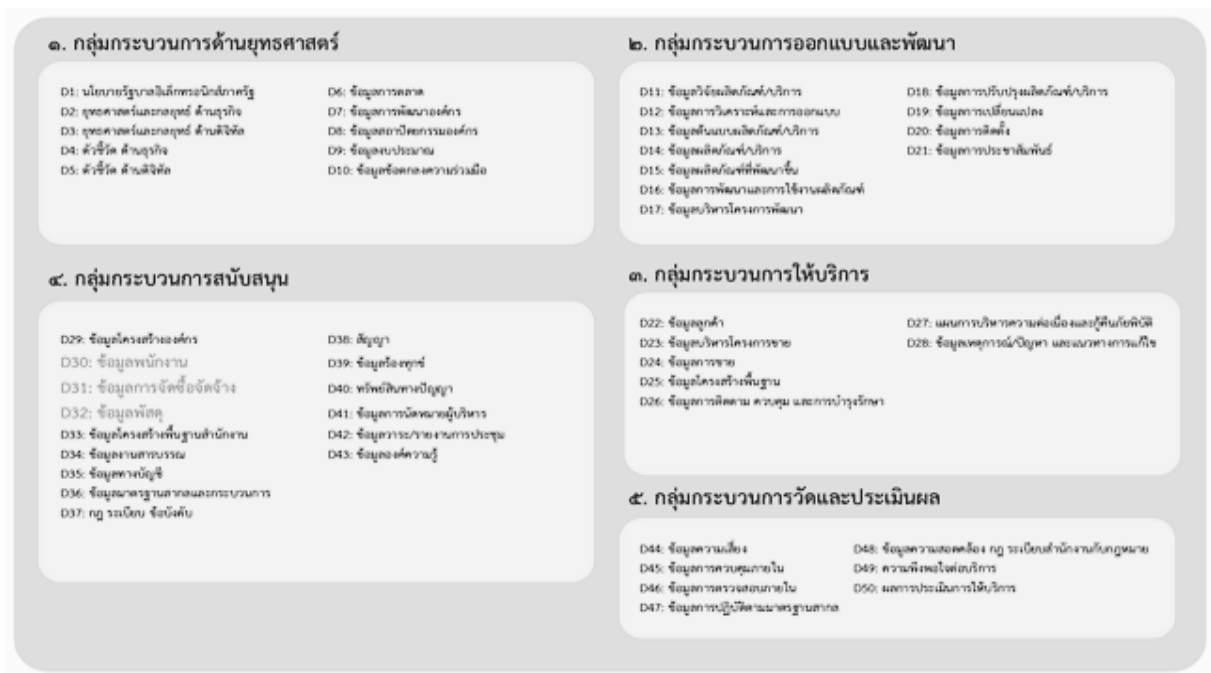 ๑. กลุ่มกระบวนการด้านยุทธศาสตร์
D1: นโยบายรัฐบาลอิเล็กทรอนิกส์ภาครัฐ
D2: ยุทธศาสตร์และกลยุทธ์ ด้านธุรกิจ
D3: ยุทธศาสตร์และกลยุทธ์ ด้านดิจิทัล
D4: ตัวชี้วัด ด้านธุรกิจ
D5: ตัวชี้วัด ด้านดิจิทัล
D6: ข้อมูลการตลาด
D7: ข้อมูลการพัฒนาองค์กร
D8: ข้อมูลสถาปัตยกรรมองค์กร
D9: ข้อมูลงบประมาณ
D10: ข้อมูลข้อตกลงความร่วมมือ
๒. กลุ่มกระบวนการออกแบบและพัฒนา
D11: ข้อมูลวิจัยผลิตภัณฑ์/บริการ
D12: ข้อมูลการวิเคราะห์และการออกแบบ
D13: ข้อมูลต้นแบบผลิตภัณฑ์/บริการ
D14: ข้อมูลผลิตภัณฑ์/บริการ
D15: ข้อมูลผลิตภัณฑ์ที่พัฒนาขึ้น
D16: ข้อมูลการพัฒนาและการใช้งานผลิตภัณฑ์
D17: ข้อมูลบริหารโครงการพัฒนา
D18: ข้อมูลการปรับปรุงผลิตภัณฑ์/บริการ
D19: ข้อมูลการเปลี่ยนแปลง
D20: ข้อมูลการติดตั้ง
D21: ข้อมูลการประชาสัมพันธ์
๔. กลุ่มกระบวนการสนับสนุน
D29: ข้อมูลโครงสร้างองค์กร
D30: ข้อมูลพนักงาน
D31: ข้อมูลการจัดซื้อจัดจ้าง
D32: ข้อมูลพัสดุ
D33: ข้อมูลโครงสร้างพื้นฐานสำนักงาน
D34: ข้อมูลงานสารบรรณ
D35: ข้อมูลทางบัญชี
D36: ข้อมูลมาตรฐานสากลและกระบวนการ
D37: กฎ ระเบียบ ข้อบังคับ
D38: สัญญา
D39: ข้อมูลร้องทุกข์
D40: ทรัพย์สินทางปัญญา
D41: ข้อมูลการนัดหมายผู้บริหาร
D42: ข้อมูลวาระ/รายงานการประชุม
D43: ข้อมูลองค์ความรู้
๓. กลุ่มกระบวนการให้บริการ
D22: ข้อมูลลูกค้า
D23: ข้อมูลบริหารโครงการขาย
D24: ข้อมูลการขาย
D25: ข้อมูลโครงสร้างพื้นฐาน
D26: ข้อมูลการติดตาม ควบคุม และการบำรุงรักษา
D27: แผนการบริหารความต่อเนื่องและกู้คืนภัยพิบัติ
D28: ข้อมูลเหตุการณ์/ปัญหา และแนวทางการแก้ไข
๕. กลุ่มกระบวนการวัดและประเมินผล
D44: ข้อมูลความเสี่ยง
D45: ข้อมูลการควบคุมภายใน
D46: ข้อมูลการตรวจสอบภายใน
D47: ข้อมูลการปฏิบัติตามมาตรฐานสากล
D48: ข้อมูลความสอดคล้อง กฎ ระเบียบสำนักงานกับกฎหมาย
D49: ความพึงพอใจต่อบริการ
D50: ผลการประเมินการให้บริการ